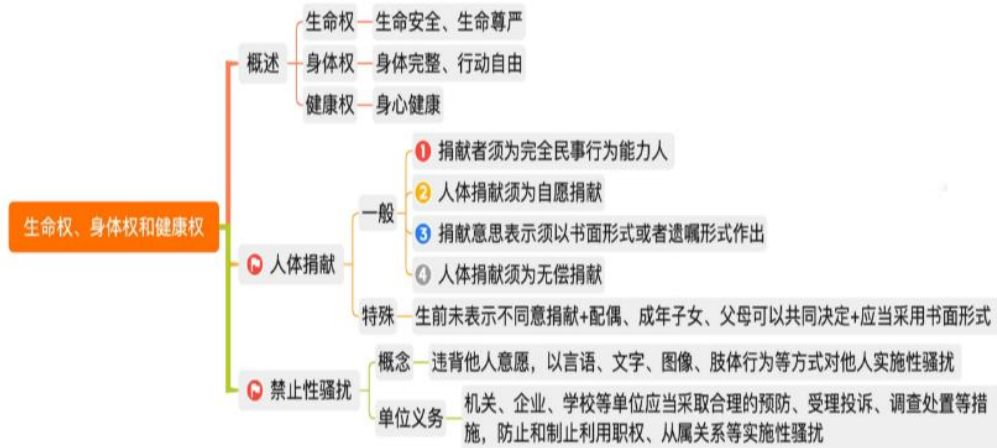 生命权、身体权和健康权
概述
生命权
生命安全、生命尊严
身体权
身体完整、行动自由
健康权
身心健康
人体捐献
一般
1 捐献者须为完全民事行为能力人
2 人体捐献须为自愿捐献
3 捐献意思表示须以书面形式或者遗嘱形式作出
4 人体捐献须为无偿捐献
特殊
生前未表示不同意捐献+配偶、成年子女、父母可以共同决定+应当采用书面形式
禁止性骚扰
概念
违背他人意愿，以言语、文字、图像、肢体行为等方式对他人实施性骚扰
单位义务
机关、企业、学校等单位应当采取合理的预防、受理投诉、调查处置等措
施，防止和制止利用职权、从属关系等实施性骚扰